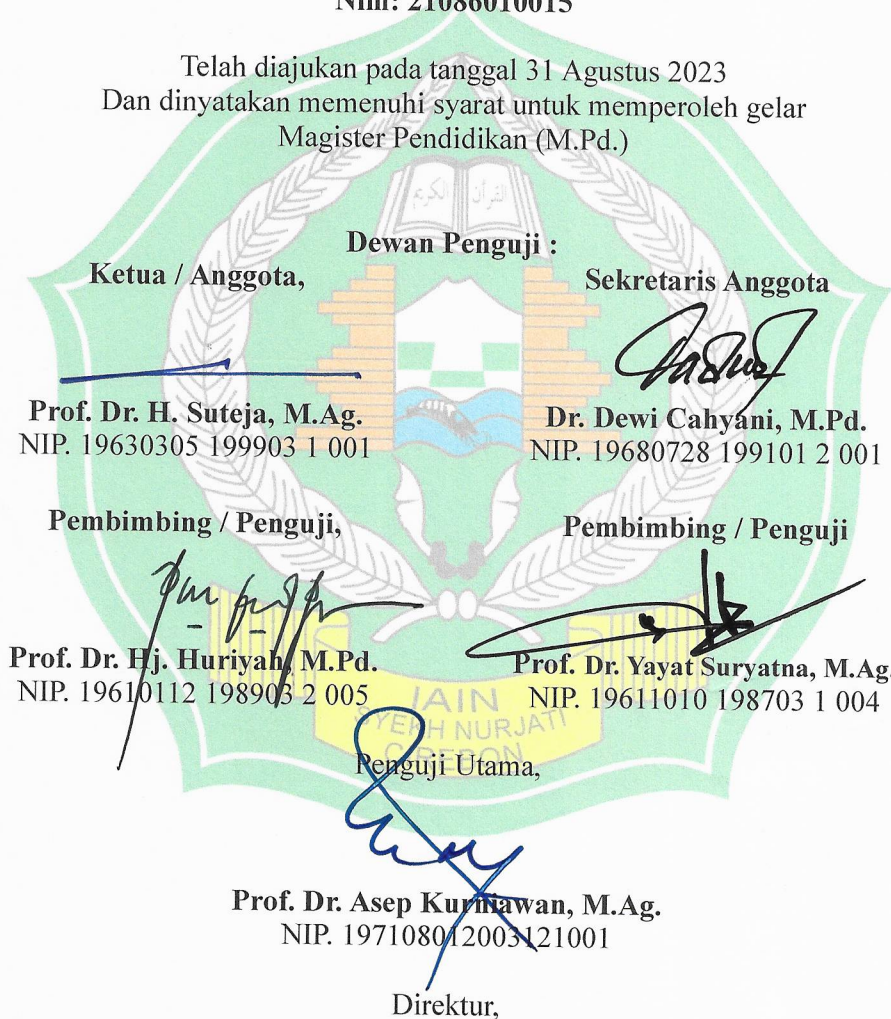 Nim: 21086010015
Telah diajukan pada tanggal 31 Agustus 2023
Dan dinyatakan memenuhi syarat untuk memperoleh gelar
Magister Pendidikan (M.Pd.)
القرآن الكريم
Dewan Penguji :
Ketua / Anggota,
Sekretaris Anggota
Prof. Dr. H. Suteja, M.Ag.
NIP. 19630305 199903 1 001
Dr. Dewi Cahyani, M.Pd.
NIP. 19680728 199101 2 001
Pembimbing / Penguji,
Pembimbing / Penguji
Prof. Dr. Hj. Huriyah, M.Pd.
NIP. 19610112 198903 2 005
Prof. Dr. Yayat Suryatna, M.Ag.
NIP. 19611010 198703 1 004
IAIN
SYEKH NURJATI
CIREBON
Penguji Utama,
Prof. Dr. Asep Kurniawan, M.Ag.
NIP. 197108012003121001
Direktur,